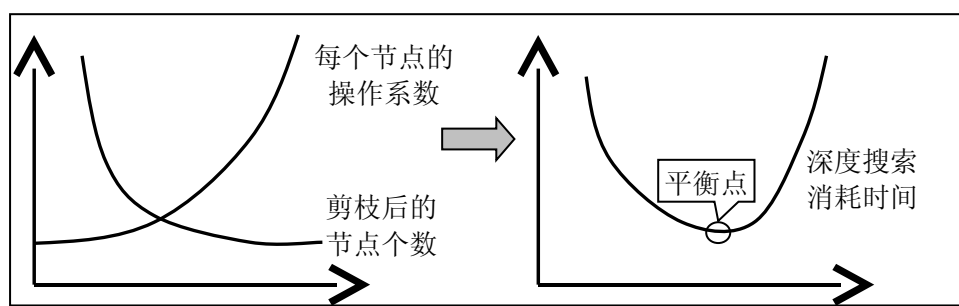 每个节点的
操作系数
剪枝后的
节点个数
平衡点
深度搜索
消耗时间